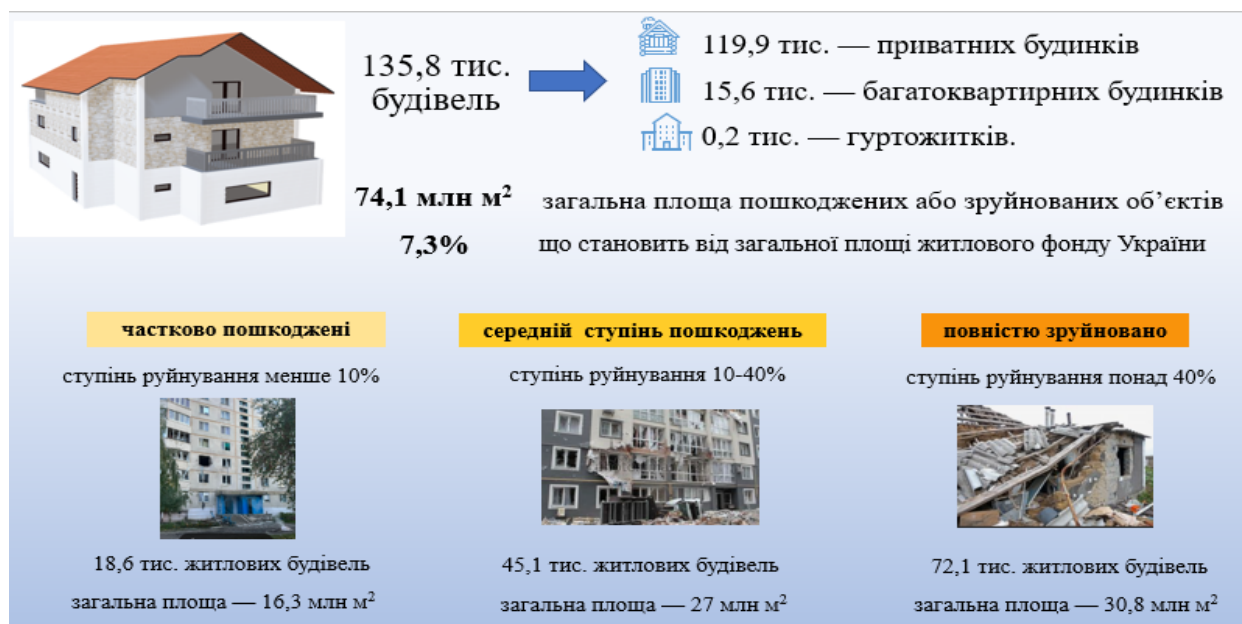 135,8 тис.
будівель
119,9 тис. — приватних будинків
15,6 тис. — багатоквартирних будинків
0,2 тис. — гуртожитків.
74,1 млн м² загальна площа пошкоджених або зруйнованих об’єктів
7,3% що становить від загальної площі житлового фонду України
частково пошкоджені
ступінь руйнування менше 10%
18,6 тис. житлових будівель
загальна площа — 16,3 млн м²
середній ступінь пошкоджень
ступінь руйнування 10-40%
45,1 тис. житлових будівель
загальна площа — 27 млн м²
повністю зруйновано
ступінь руйнування понад 40%
72,1 тис. житлових будівель
загальна площа — 30,8 млн м²